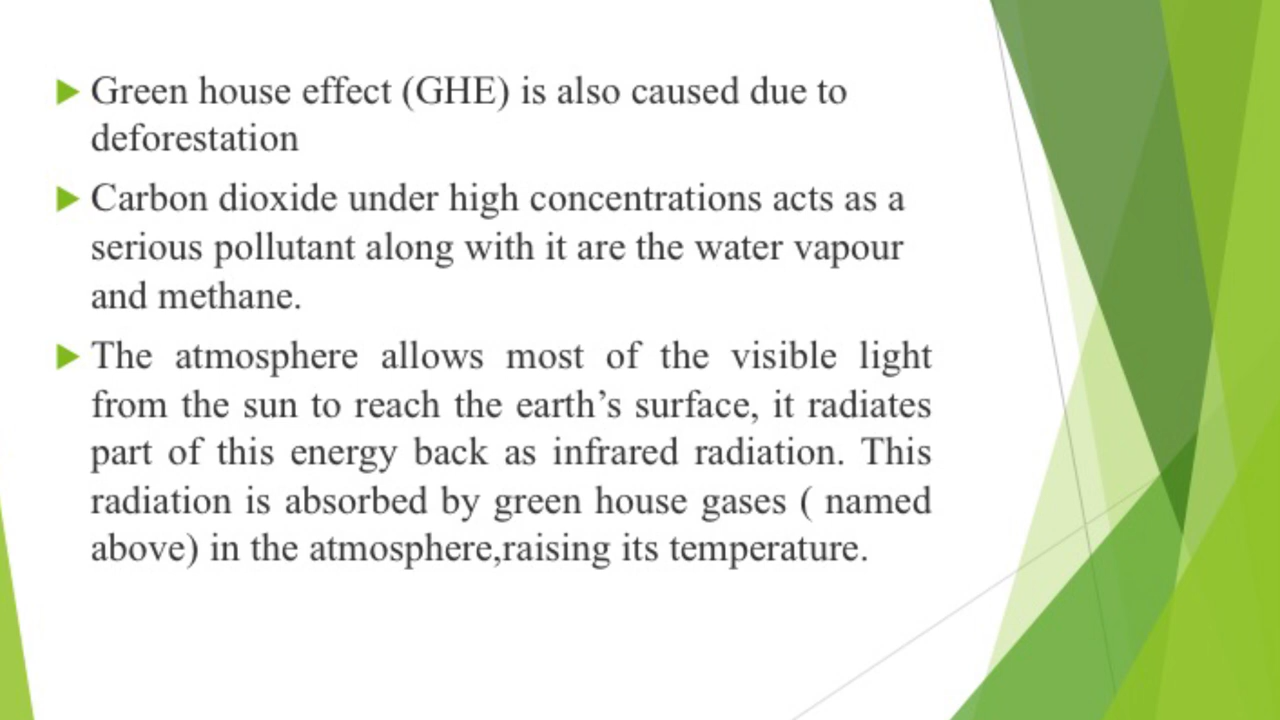 Green house effect (GHE) is also caused due to
deforestation
Carbon dioxide under high concentrations acts as a
serious pollutant along with it are the water vapour
and methane.
The atmosphere allows most of the visible light
from the sun to reach the earth’s surface, it radiates
part of this energy back as infrared radiation. This
radiation is absorbed by green house gases ( named
above) in the atmosphere,raising its temperature.